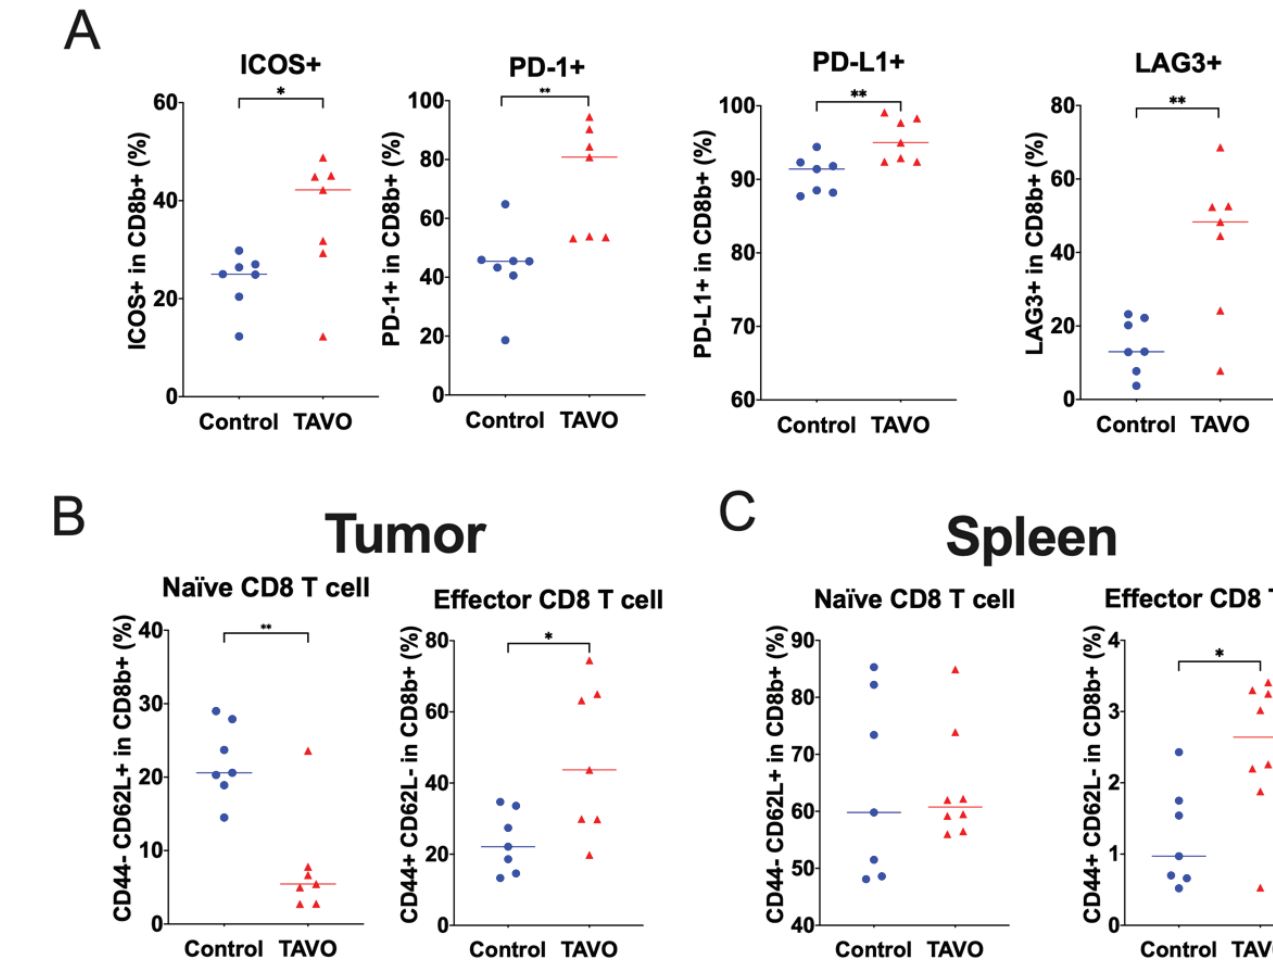 A
ICOS+
*
ICOS+ in CD8b+ (%)
60
40
20
0
Control TAVO
PD-1+
**
PD-1+ in CD8b+ (%)
100
80
60
40
20
0
Control TAVO
PD-L1+
**
PD-L1+ in CD8b+ (%)
100
90
80
70
60
Control TAVO
LAG3+
**
LAG3+ in CD8b+ (%)
80
60
40
20
0
Control TAVO
B
Tumor
Naïve CD8 T cell
**
CD44- CD62L+ in CD8b+ (%)
40
30
20
10
0
Control TAVO
Effector CD8 T cell
*
CD44+ CD62L- in CD8b+ (%)
80
60
40
20
0
Control TAVO
C
Spleen
Naïve CD8 T cell
CD44- CD62L+ in CD8b+ (%)
90
80
70
60
50
40
Control TAVO
Effector CD8
*
CD44+ CD62L- in CD8b+ (%)
4
3
2
1
0
Control